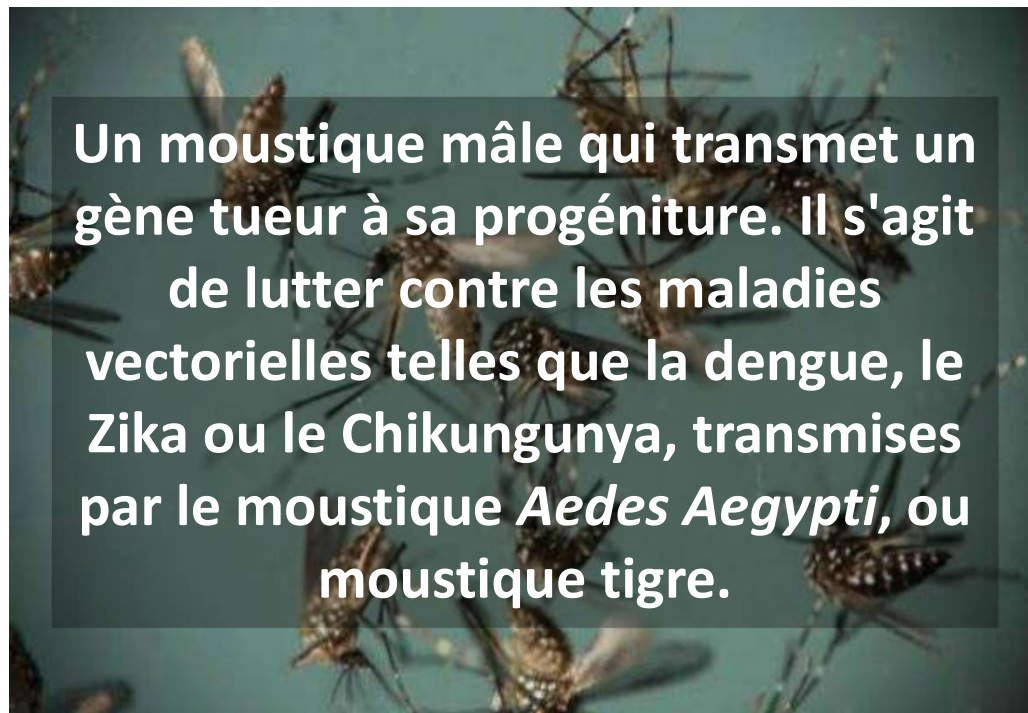 Un moustique mâle qui transmet un
gène tueur à sa progéniture. Il s'agit
de lutter contre les maladies
vectorielles telles que la dengue, le
Zika ou le Chikungunya, transmises
par le moustique Aedes Aegypti, ou
moustique tigre.